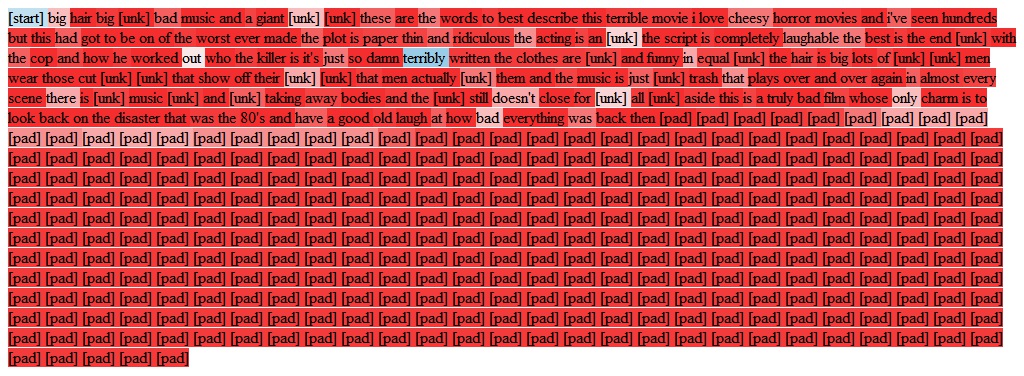 [start] big hair big [unk] bad music and a giant [unk] [unk] these are the words to best describe this terrible movie i love cheesy horror movies and i've seen hundreds
but this had got to be on of the worst ever made the plot is paper thin and ridiculous the acting is an [unk] the script is completely laughable the best is the end [unk] with
the cop and how he worked out who the killer is it's just so damn terribly written the clothes are [unk] and funny in equal [unk] the hair is big lots of [unk] [unk] men
wear those cut [unk] [unk] that show off their [unk] [unk] that men actually [unk] them and the music is just [unk] trash that plays over and over again in almost every
scene there is [unk] music [unk] and [unk] taking away bodies and the [unk] still doesn't close for [unk] all [unk] aside this is a truly bad film whose only charm is to
look back on the disaster that was the 80's and have a good old laugh at how bad everything was back then [pad] [pad] [pad] [pad] [pad] [pad] [pad] [pad] [pad]
[pad] [pad] [pad] [pad] [pad] [pad] [pad] [pad] [pad] [pad] [pad] [pad] [pad] [pad] [pad] [pad] [pad] [pad] [pad] [pad] [pad] [pad] [pad] [pad] [pad] [pad] [pad]
[pad] [pad] [pad] [pad] [pad] [pad] [pad] [pad] [pad] [pad] [pad] [pad] [pad] [pad] [pad] [pad] [pad] [pad] [pad] [pad] [pad] [pad] [pad] [pad] [pad] [pad] [pad]
[pad] [pad] [pad] [pad] [pad] [pad] [pad] [pad] [pad] [pad] [pad] [pad] [pad] [pad] [pad] [pad] [pad] [pad] [pad] [pad] [pad] [pad] [pad] [pad] [pad] [pad] [pad]
[pad] [pad] [pad] [pad] [pad] [pad] [pad] [pad] [pad] [pad] [pad] [pad] [pad] [pad] [pad] [pad] [pad] [pad] [pad] [pad] [pad] [pad] [pad] [pad] [pad] [pad] [pad]
[pad] [pad] [pad] [pad] [pad] [pad] [pad] [pad] [pad] [pad] [pad] [pad] [pad] [pad] [pad] [pad] [pad] [pad] [pad] [pad] [pad] [pad] [pad] [pad] [pad] [pad] [pad]
[pad] [pad] [pad] [pad] [pad] [pad] [pad] [pad] [pad] [pad] [pad] [pad] [pad] [pad] [pad] [pad] [pad] [pad] [pad] [pad] [pad] [pad] [pad] [pad] [pad] [pad] [pad]
[pad] [pad] [pad] [pad] [pad] [pad] [pad] [pad] [pad] [pad] [pad] [pad] [pad] [pad] [pad] [pad] [pad] [pad] [pad] [pad] [pad] [pad] [pad] [pad] [pad] [pad] [pad]
[pad] [pad] [pad] [pad] [pad] [pad] [pad] [pad] [pad] [pad] [pad] [pad] [pad] [pad] [pad] [pad] [pad] [pad] [pad] [pad] [pad] [pad] [pad] [pad] [pad] [pad] [pad]
[pad] [pad] [pad] [pad] [pad] [pad] [pad] [pad] [pad] [pad] [pad] [pad] [pad] [pad] [pad] [pad] [pad] [pad] [pad] [pad] [pad] [pad] [pad] [pad] [pad] [pad] [pad]
[pad] [pad] [pad] [pad] [pad] [pad] [pad] [pad] [pad] [pad] [pad] [pad] [pad] [pad] [pad] [pad] [pad] [pad] [pad] [pad] [pad] [pad] [pad] [pad] [pad] [pad] [pad]
[pad] [pad] [pad] [pad] [pad] [pad] [pad] [pad] [pad] [pad] [pad] [pad] [pad] [pad] [pad] [pad] [pad] [pad] [pad] [pad] [pad] [pad] [pad] [pad] [pad] [pad] [pad]
[pad] [pad] [pad] [pad] [pad]